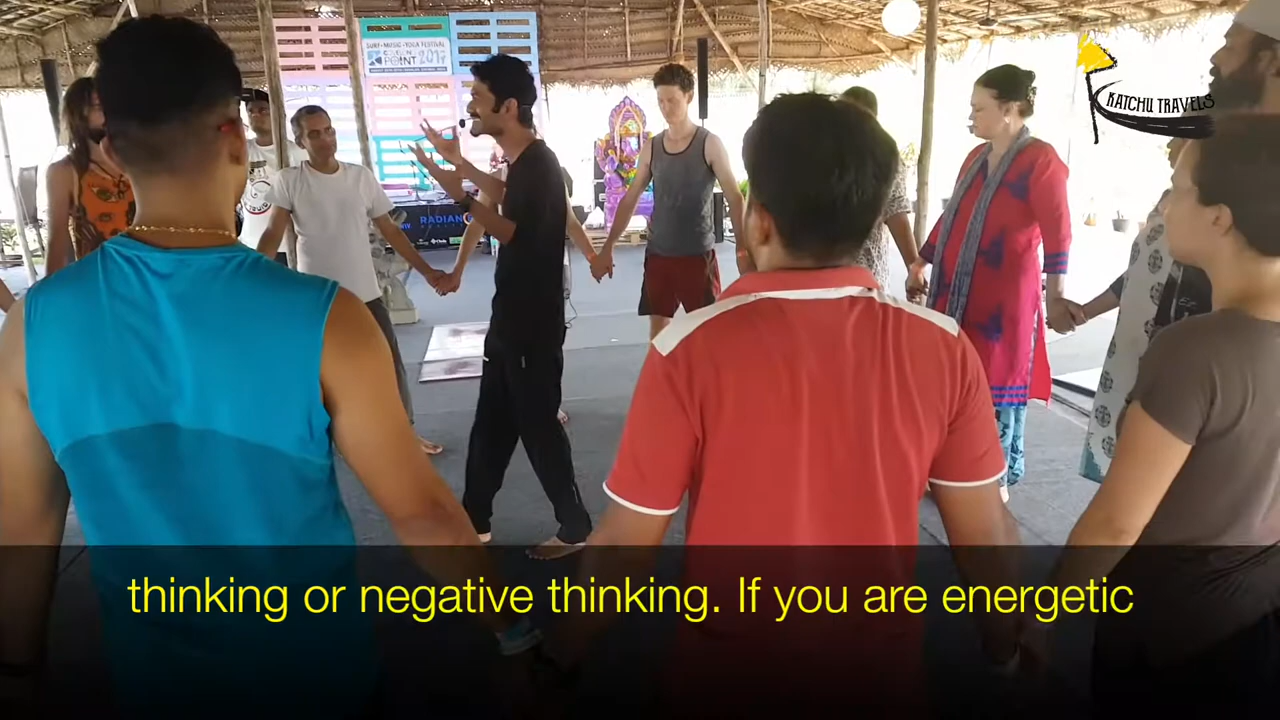 SURF•MUSIC•YOGA FESTIVAL
POINT
2017
KATCHU TRAVELS
thinking or negative thinking. If you are energetic